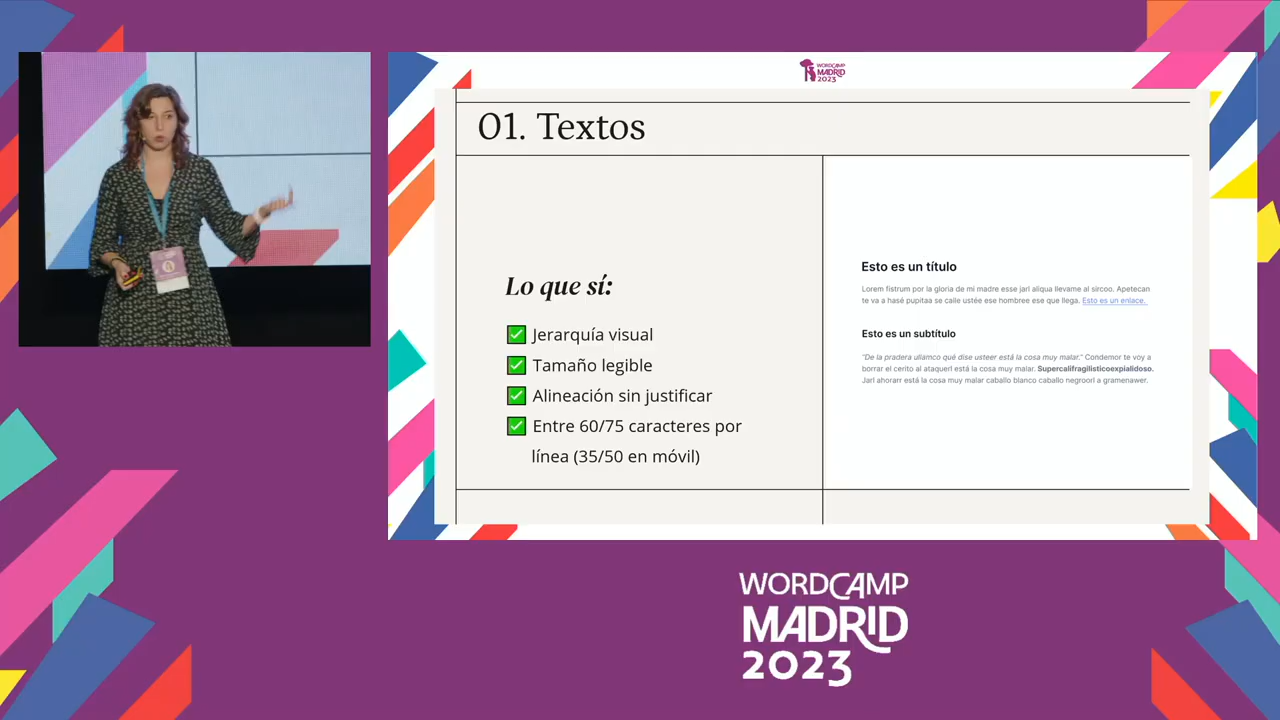 WORDCAMP
MADRID
2023
01. Textos
Lo que sí:
✅ Jerarquía visual
✅ Tamaño legible
✅ Alineación sin justificar
✅ Entre 60/75 caracteres por
línea (35/50 en móvil)
Esto es un título
Lorem fistrum por la gloria de mi madre esse jarl aliqua llevame al sircoo. Apetecan
te va a hasé pupitaa se calle ustée ese hombree ese que llega. Esto es un enlace.
Esto es un subtítulo
"De la pradera ullamco qué dise usteer está la cosa muy malar." Condemor te voy a
borrar el cerito al ataquerl está la cosa muy malar. Supercalifragilisticoexpialidoso.
Jarl ahorarr está la cosa muy malar caballo blanco caballo negroorl a gramenawer.
WORDCAMP
MADRID
2023